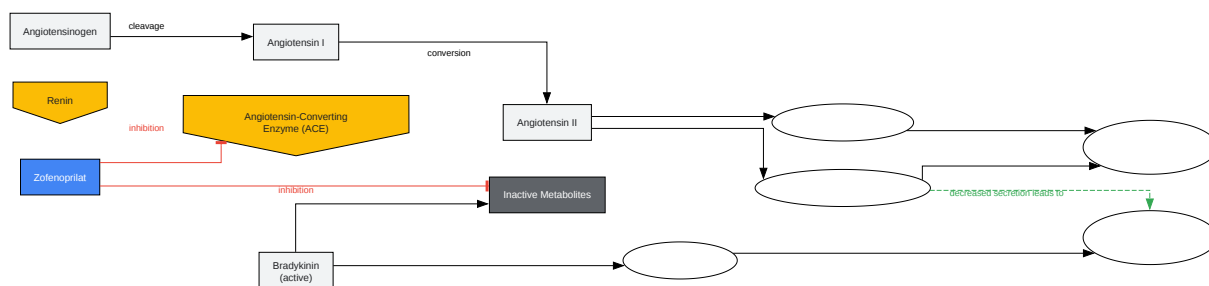 Angiotensinogen
cleavage
Angiotensin I
conversion
Renin
Angiotensin-Converting
Enzyme (ACE)
inhibition
Angiotensin II
Zofenoprilat
inhibition
Inactive Metabolites
decreased secretion leads to
Bradykinin
(active)